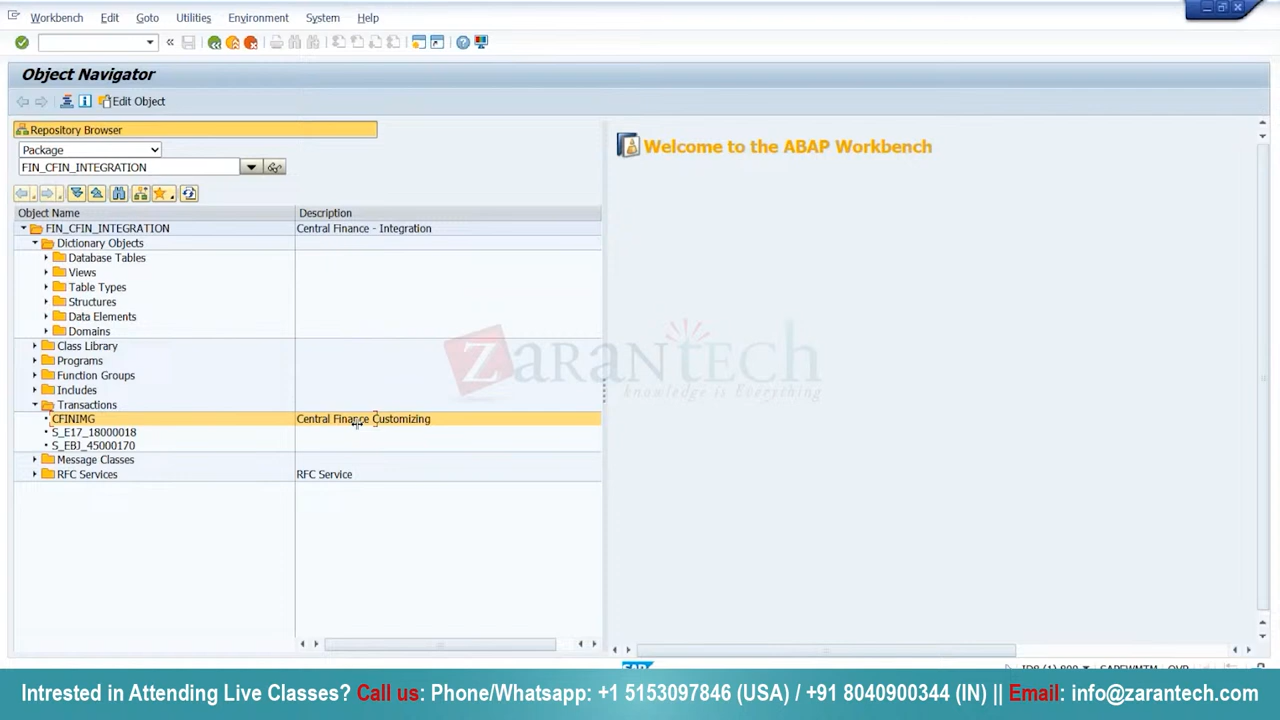 Workbench Edit Goto Utilities Environment System Help
Object Navigator
Edit Object
Repository Browser
Package
FIN_CFIN_INTEGRATION
Welcome to the ABAP Workbench
Object Name Description
FIN_CFIN_INTEGRATION Central Finance - Integration
Dictionary Objects
Database Tables
Views
Table Types
Structures
Data Elements
Domains
Class Library
Programs
Function Groups
Includes
Transactions
CFINIMG Central Finance Customizing
S_E17_18000018
S_EBJ_45000170
Message Classes
RFC Services RFC Service
zarantech
knowledge is Everything
SAP
Intrested in Attending Live Classes? Call us: Phone/Whatsapp: +1 5153097846 (USA) / +91 8040900344 (IN) || Email: info@zarantech.com